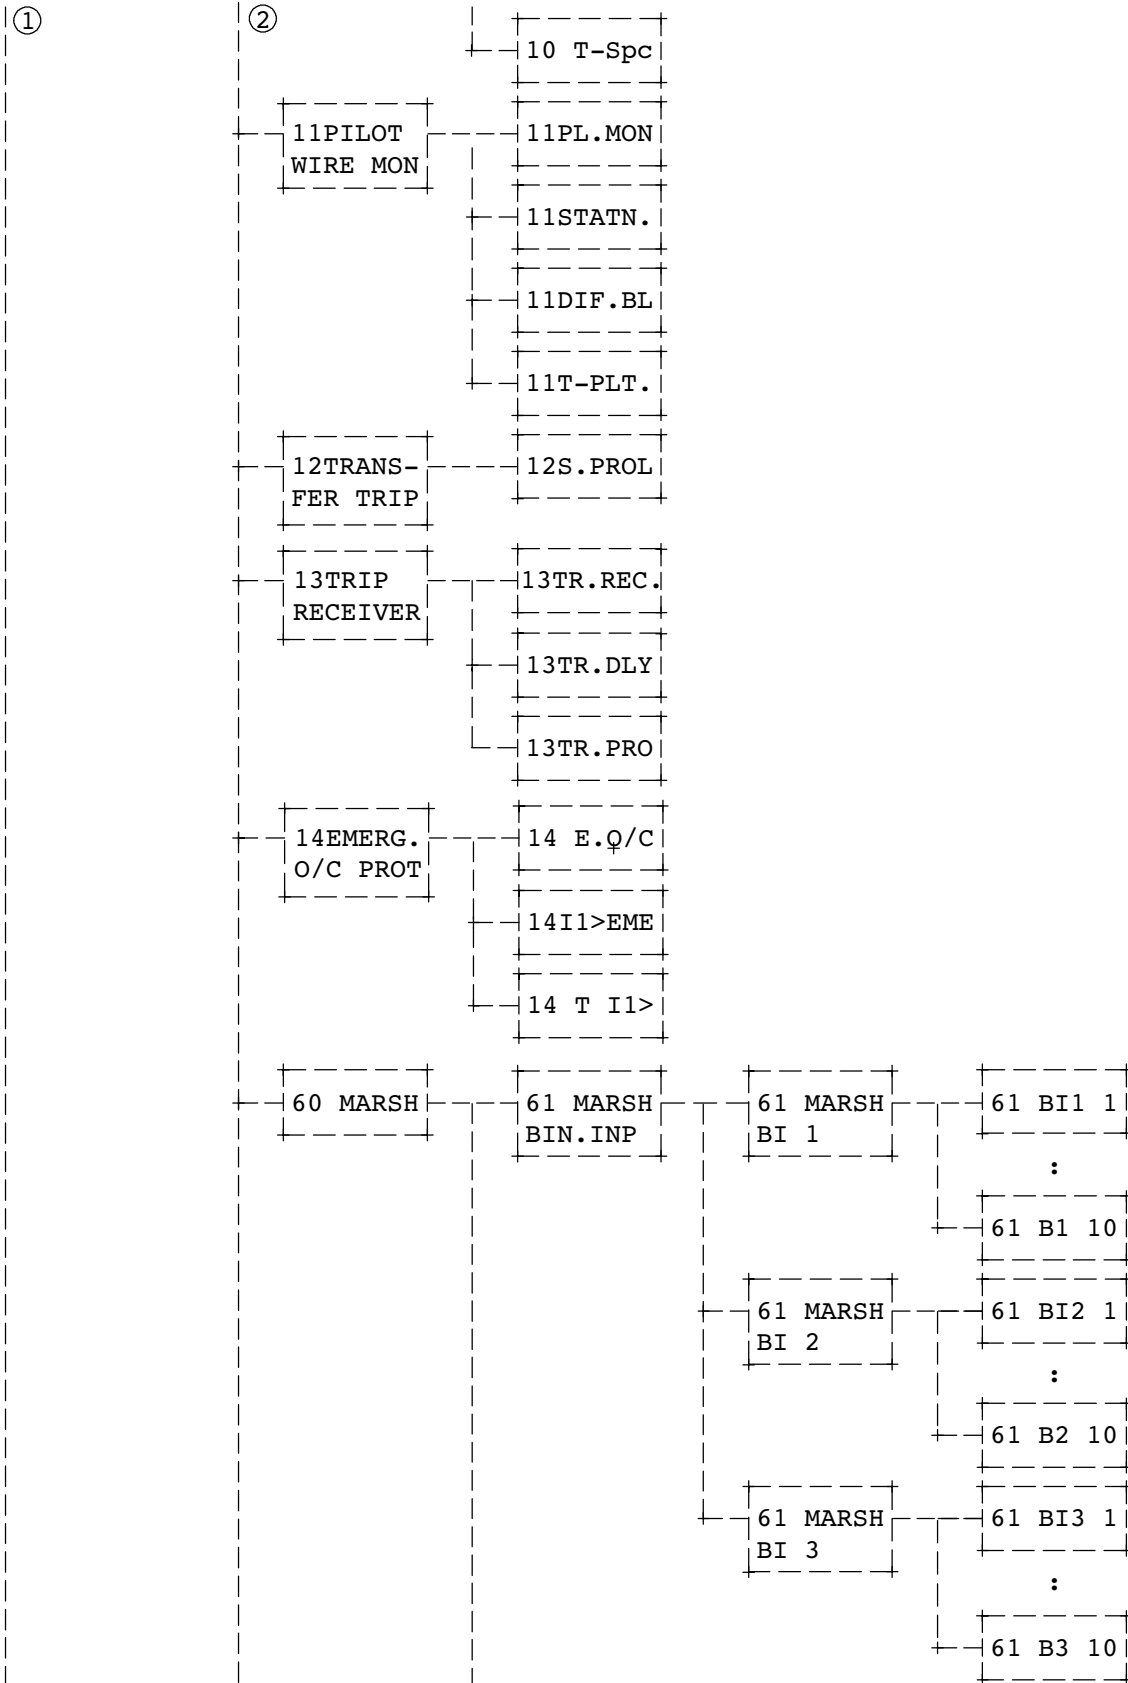 ① ②
10 T-Spc
11PILOT
WIRE MON
11PL.MON
11STATN.
11DIF.BL
11T-PLT.
12TRANS-
FER TRIP
12S.PROL
13TRIP
RECEIVER
13TR.REC.
13TR.DLY
13TR.PRO
14EMERG.
O/C PROT
14 E.O/C
14I1>EME
14 T I1>
60 MARSH
61 MARSH
BIN.INP
61 MARSH
BI 1
61 BI1 1
:
61 B1 10
61 MARSH
BI 2
61 BI2 1
:
61 B2 10
61 MARSH
BI 3
61 BI3 1
:
61 B3 10